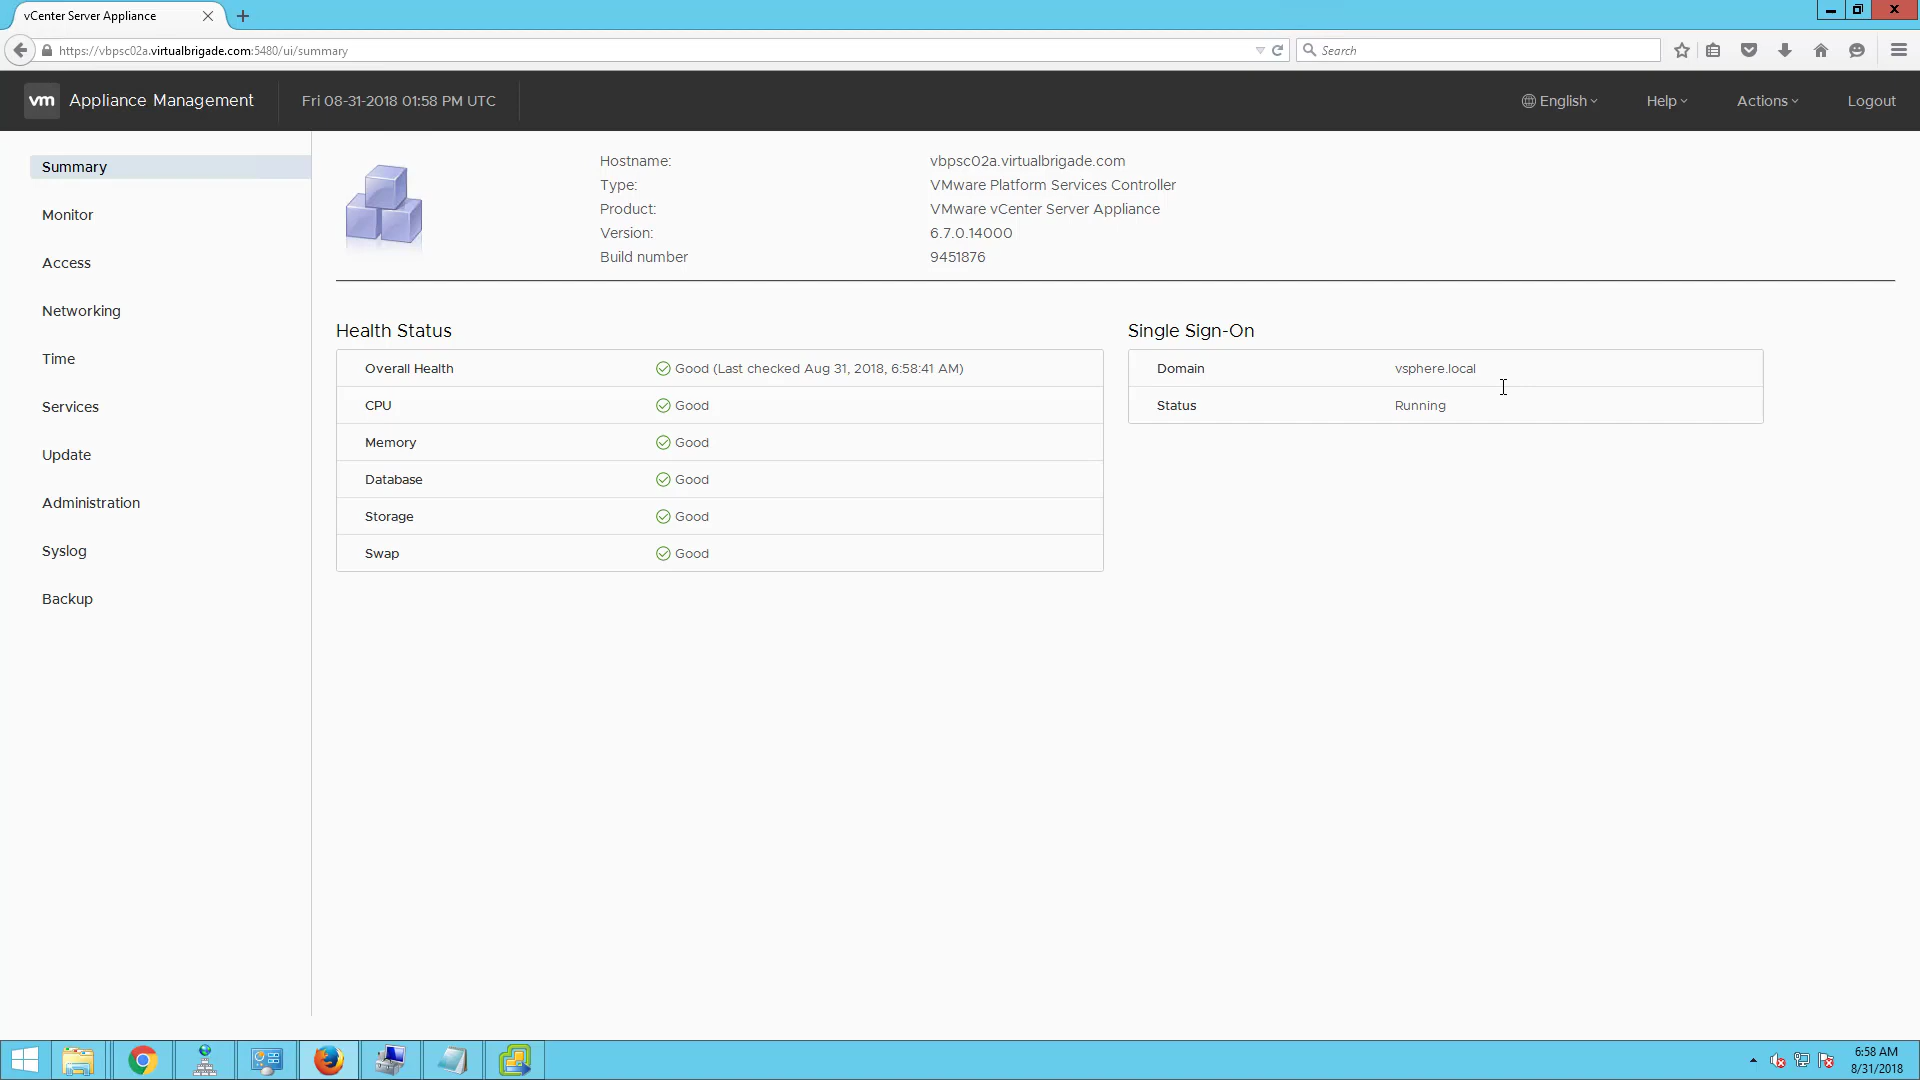 vCenter Server Appliance
https://vbpsc02a.virtualbrigade.com:5480/ui/summary
Search
vm Appliance Management Fri 08-31-2018 01:58 PM UTC English Help Actions Logout
Summary
Monitor
Access
Networking
Time
Services
Update
Administration
Syslog
Backup
Hostname: vbpsc02a.virtualbrigade.com
Type: VMware Platform Services Controller
Product: VMware vCenter Server Appliance
Version: 6.7.0.14000
Build number 9451876
Health Status
Overall Health Good (Last checked Aug 31, 2018, 6:58:41 AM)
CPU Good
Memory Good
Database Good
Storage Good
Swap Good
Single Sign-On
Domain vsphere.local
Status Running
6:58 AM
8/31/2018